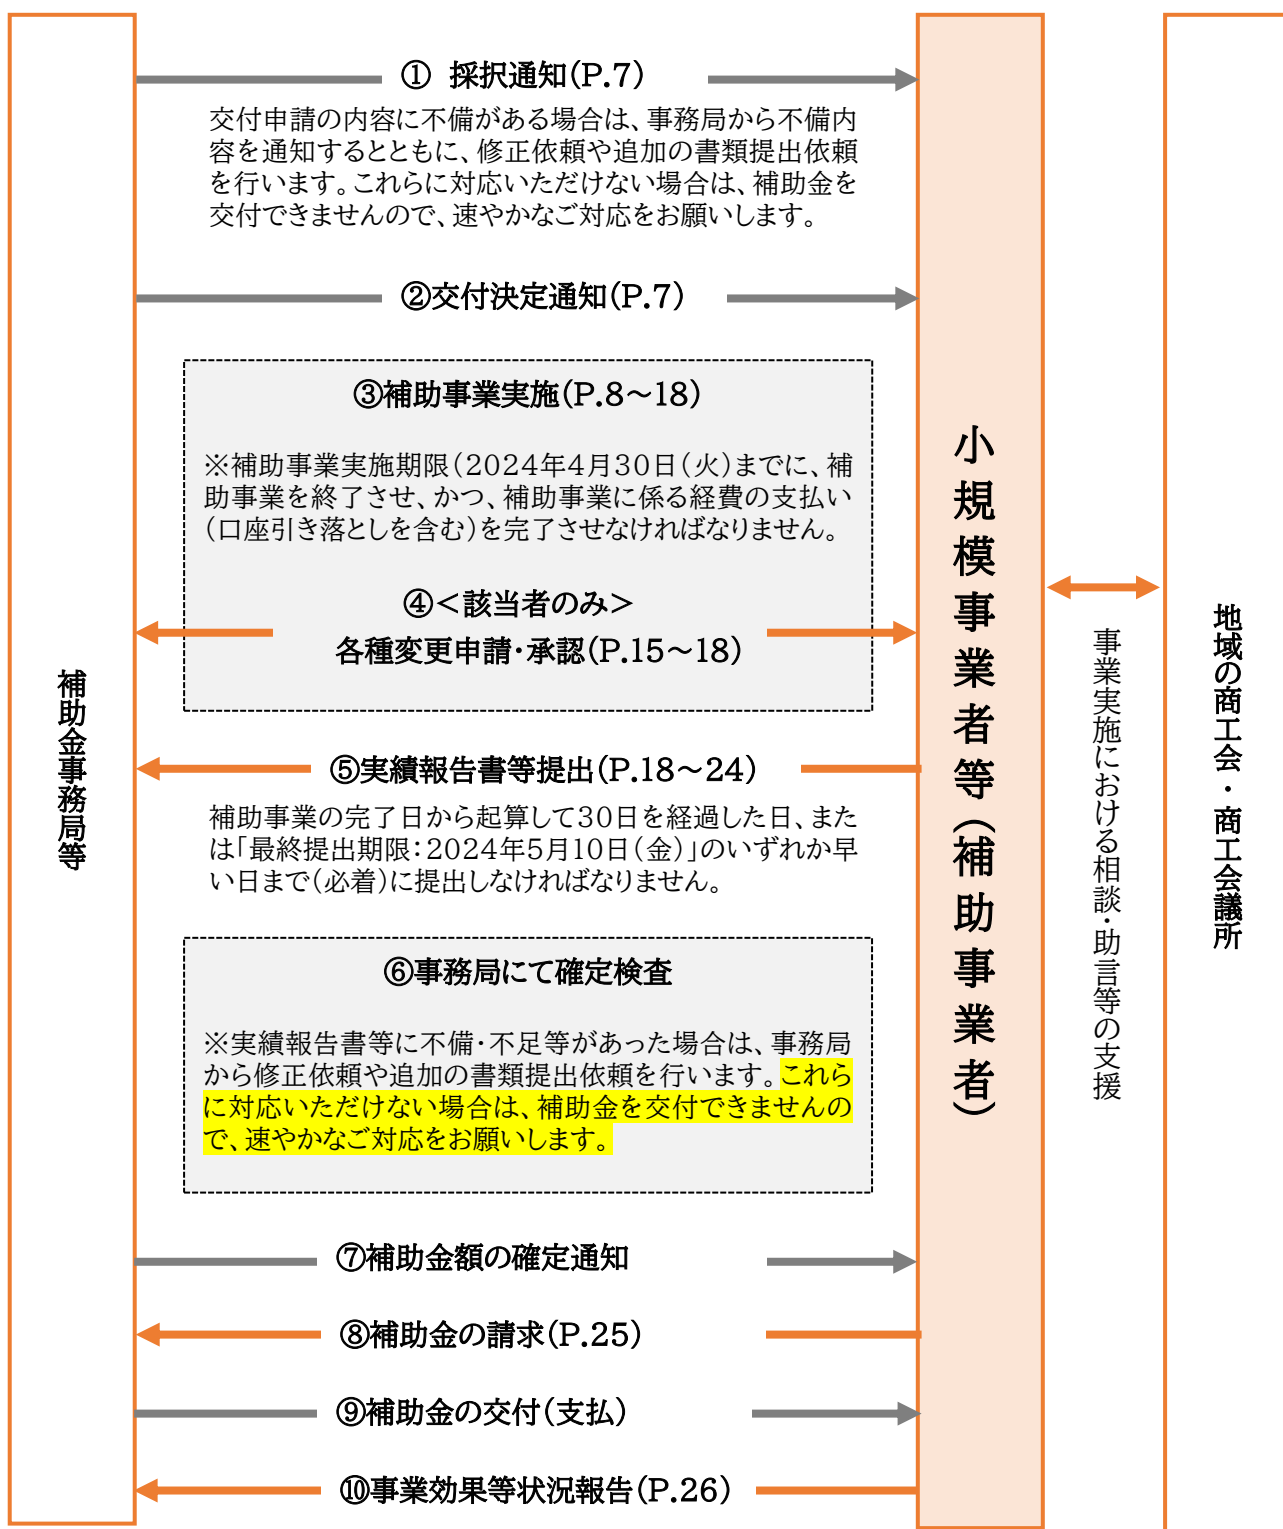 ① 採択通知(P.7)
交付申請の内容に不備がある場合は、事務局から不備内
容を通知するとともに、修正依頼や追加の書類提出依頼
を行います。これらに対応いただけない場合は、補助金を
交付できませんので、速やかなご対応をお願いします。
②交付決定通知(P.7)
③補助事業実施(P.8～18)
※補助事業実施期限(2024年4月30日(火)までに、補
助事業を終了させ、かつ、補助事業に係る経費の支払い
(口座引き落としを含む)を完了させなければなりません。
④<該当者のみ>
各種変更申請・承認(P.15～18)
⑤実績報告書等提出(P.18～24)
補助事業の完了日から起算して30日を経過した日、また
は「最終提出期限:2024年5月10日(金)」のいずれか早
い日まで(必着)に提出しなければなりません。
⑥事務局にて確定検査
※実績報告書等に不備・不足等があった場合は、事務局
から修正依頼や追加の書類提出依頼を行います。これら
に対応いただけない場合は、補助金を交付できませんの
で、速やかなご対応をお願いします。
⑦補助金額の確定通知
⑧補助金の請求(P.25)
⑨補助金の交付(支払)
⑩事業効果等状況報告(P.26)
補助金事務局等
小規模事業者等(補助事業者)
事業実施における相談・助言等の支援
地域の商工会・商工会議所